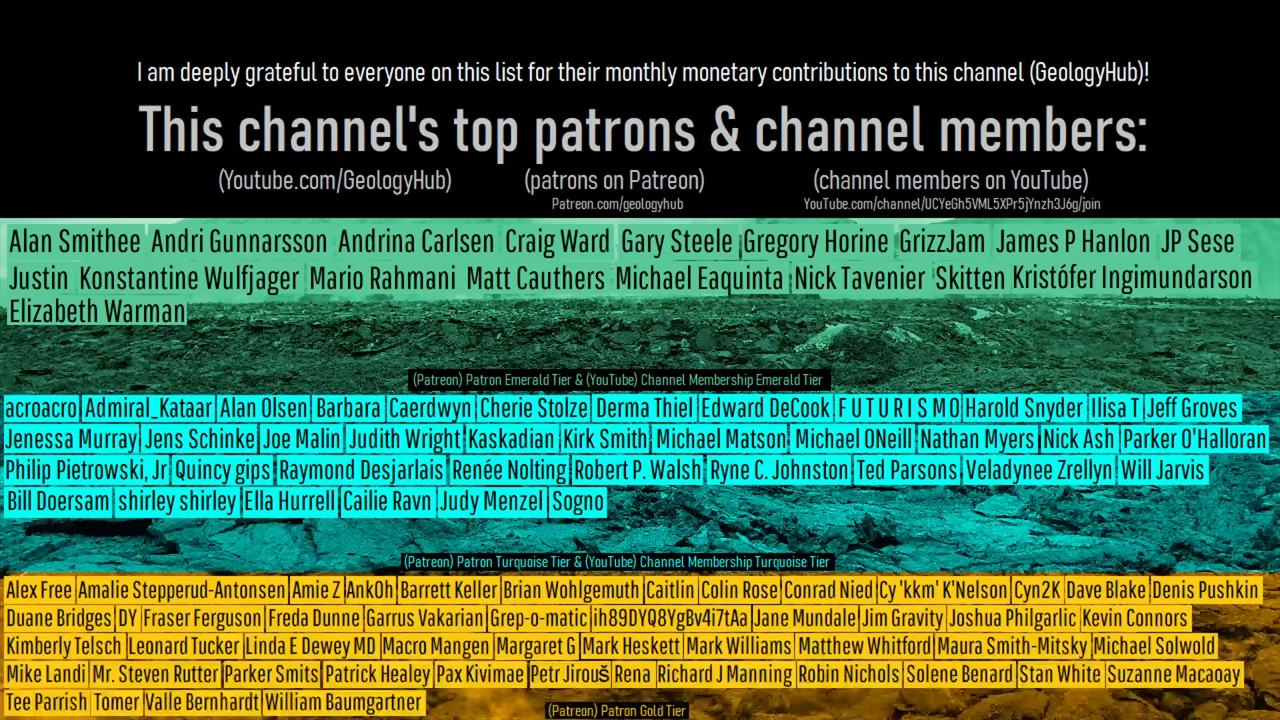 I am deeply grateful to everyone on this list for their monthly monetary contributions to this channel (GeologyHub)!
This channel's top patrons & channel members:
(Youtube.com/GeologyHub) (patrons on Patreon) (channel members on YouTube)
Patreon.com/geologyhub YouTube.com/channel/UCYeGh5VML5XPr5jYnzh3J6g/join
Alan Smithee Andri Gunnarsson Andrina Carlsen Craig Ward Gary Steele Gregory Horine GrizzJam James P Hanlon JP Sese
Justin Konstantine Wulfjager Mario Rahmani Matt Cauthers Michael Eaquinta Nick Tavenier Skitten Kristófer Ingimundarson
Elizabeth Warman
(Patreon) Patron Emerald Tier & (YouTube) Channel Membership Emerald Tier
acroacro Admiral_Kataar Alan Olsen Barbara Caerdwyn Cherie Stolze Derma Thiel Edward DeCook F U T U R I S M O Harold Snyder Ilisa T Jeff Groves
Jenessa Murray Jens Schinke Joe Malin Judith Wright Kaskadian Kirk Smith Michael Matson Michael ONeill Nathan Myers Nick Ash Parker O'Halloran
Philip Pietrowski, Jr Quincy gips Raymond Desjarlais Renée Nolting Robert P. Walsh Ryne C. Johnston Ted Parsons Veladynee Zrellyn Will Jarvis
Bill Doersam shirley shirley Ella Hurrell Cailie Ravn Judy Menzel Sogno
(Patreon) Patron Turquoise Tier & (YouTube) Channel Membership Turquoise Tier
Alex Free Amalie Stepperud-Antonsen Amie Z AnkOh Barrett Keller Brian Wohlgemuth Caitlin Colin Rose Conrad Nied Cy 'kkm' K'Nelson Cyn2K Dave Blake Denis Pushkin
Duane Bridges DY Fraser Ferguson Freda Dunne Garrus Vakarian Grep-o-matic ih89DYQ8YgBv4i7tAa Jane Mundale Jim Gravity Joshua Philgarlic Kevin Connors
Kimberly Telsch Leonard Tucker Linda E Dewey MD Macro Mangen Margaret G Mark Heskett Mark Williams Matthew Whitford Maura Smith-Mitsky Michael Solwold
Mike Landi Mr. Steven Rutter Parker Smits Patrick Healey Pax Kivimae Petr Jirouš Rena Richard J Manning Robin Nichols Solene Benard Stan White Suzanne Macaoay
Tee Parrish Tomer Valle Bernhardt William Baumgartner
(Patreon) Patron Gold Tier